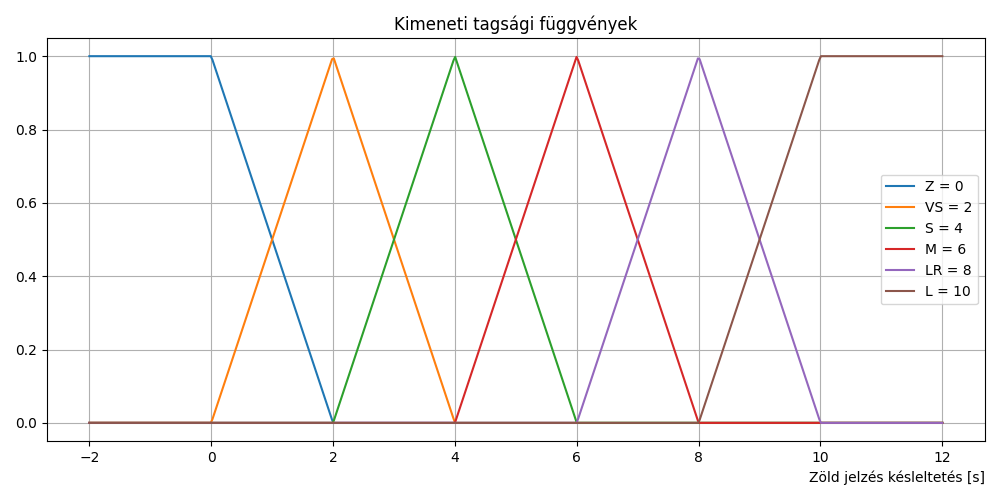 Kimeneti tagsági függvények
1.0
0.8
0.6
0.4
0.2
0.0
Z = 0
VS = 2
S = 4
M = 6
LR = 8
L = 10
−2 0 2 4 6 8 10 12
Zöld jelzés késleltetés [s]